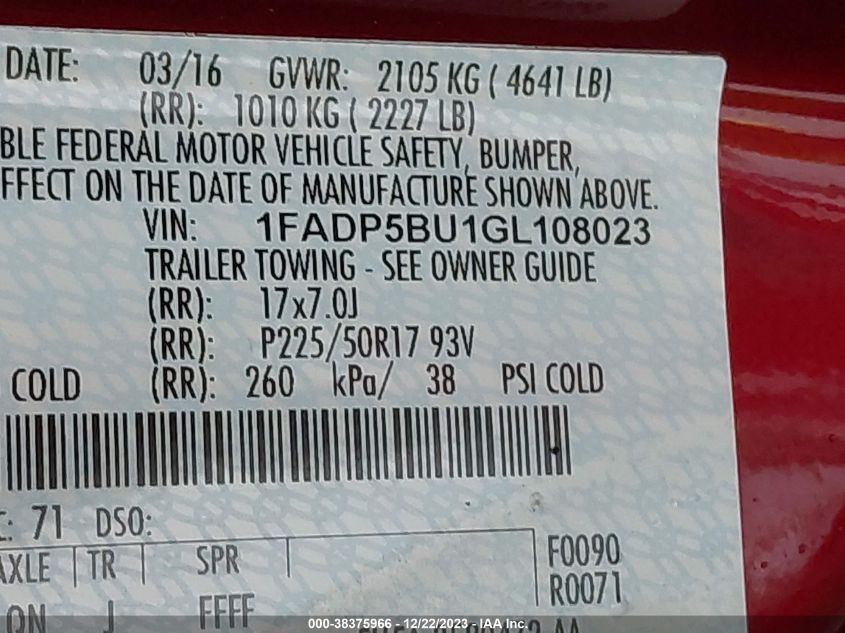 DATE: 03/16 GVWR: 2105 KG ( 4641 LB)
(RR): 1010 KG ( 2227 LB)
BLE FEDERAL MOTOR VEHICLE SAFETY, BUMPER,
FFECT ON THE DATE OF MANUFACTURE SHOWN ABOVE.
VIN: 1FADP5BU1GL108023
TRAILER TOWING - SEE OWNER GUIDE
(RR): 17x7.0J
(RR): P225/50R17 93V
COLD (RR): 260 kPa/ 38 PSI COLD
C: 71 DSO:
AXLE TR SPR F0090
R0071
ON J FFFF
000-38375966 - 12/22/2023 - IAA Inc.